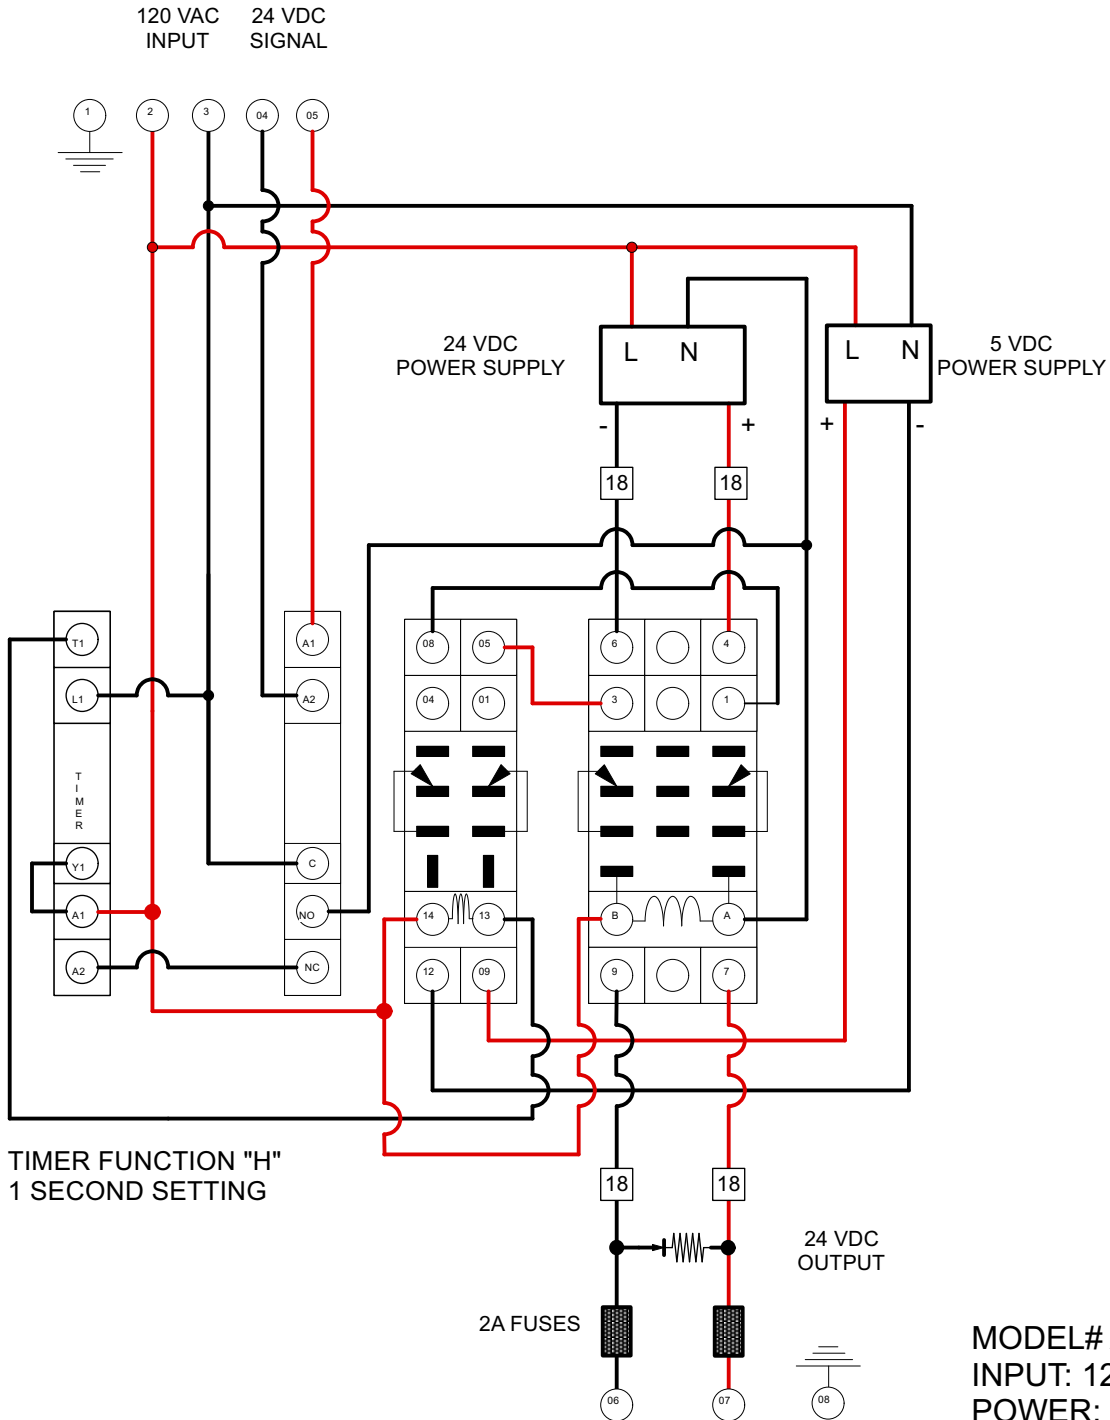 120 VAC
INPUT
24 VDC
SIGNAL
1
2
3
04
05
24 VDC
POWER SUPPLY
L
N
L
N
5 VDC
POWER SUPPLY
-
+
+
-
18
18
T1
L1
TIMER
Y1
A1
A2
A1
A2
C
NO
NC
08
05
04
01
14
13
12
09
6
4
3
1
B
A
9
7
TIMER FUNCTION "H"
1 SECOND SETTING
18
18
24 VDC
OUTPUT
2A FUSES
06
07
08
MODEL#
INPUT: 12
POWER: